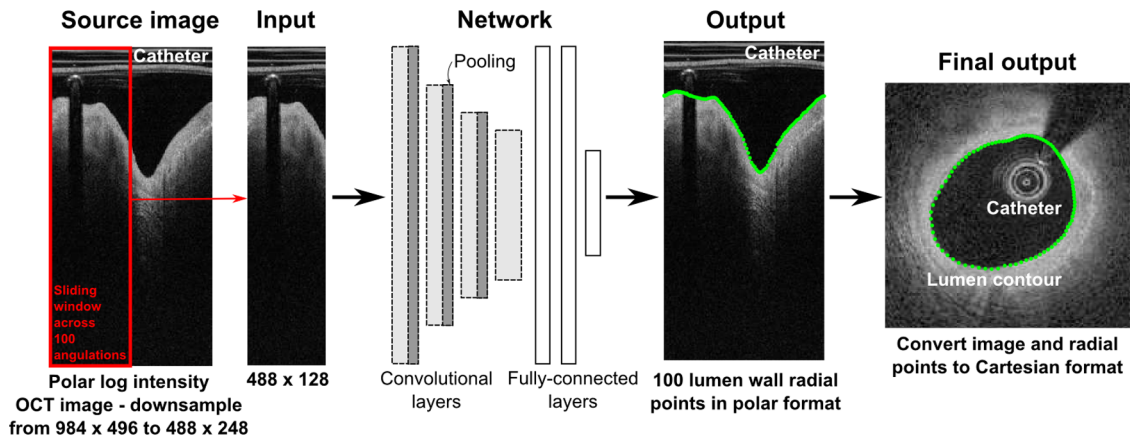 Source image
Input
Network
Output
Final output
Catheter
Sliding
window
across
100
angulations
Polar log intensity
OCT image - downsample
from 984 x 496 to 488 x 248
488 x 128
Pooling
Convolutional
layers
Fully-connected
layers
Catheter
100 lumen wall radial
points in polar format
Catheter
Lumen contour
Convert image and radial
points to Cartesian format